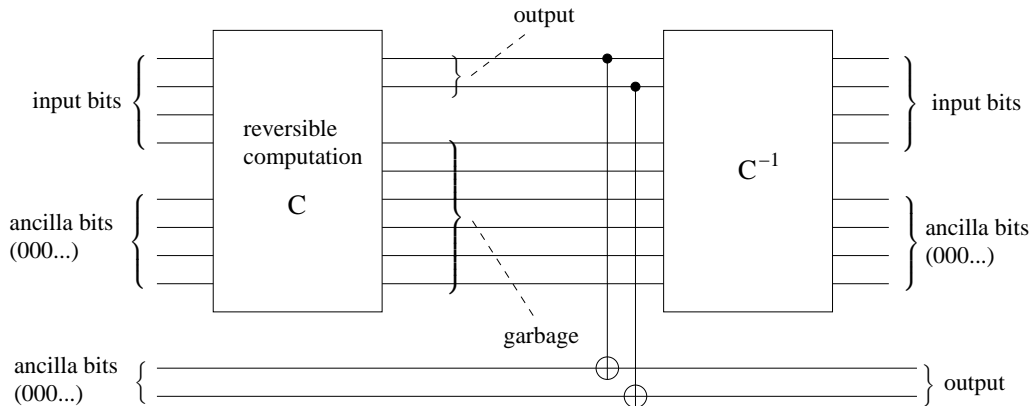 output
input bits
reversible
computation
C
C⁻¹
input bits
ancilla bits
(000...)
ancilla bits
(000...)
garbage
ancilla bits
(000...)
output